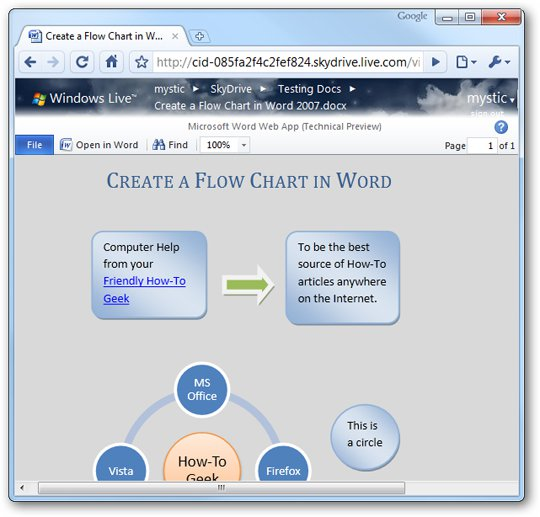 Google
Create a Flow Chart in W...
http://cid-085fa2f4c2fef824.skydrive.live.com/vi
Windows Live™
mystic ▸ SkyDrive ▸ Testing Docs ▸
Create a Flow Chart in Word 2007.docx
mystic
sign out
Microsoft Word Web App (Technical Preview)
File
Open in Word
Find
100%
Page 1 of 1
CREATE A FLOW CHART IN WORD
Computer Help
from your
Friendly How-To
Geek
To be the best
source of How-To
articles anywhere
on the Internet.
MS
Office
This is
a circle
Vista
How-To
Geek
Firefox